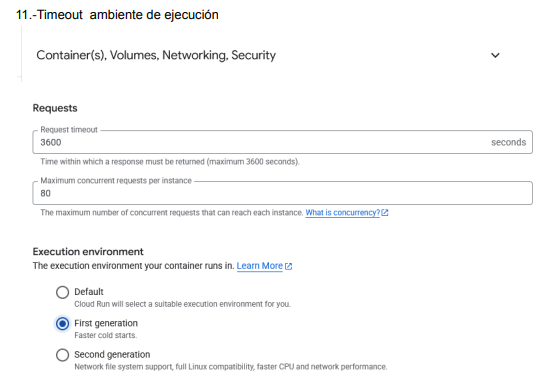 11.-Timeout ambiente de ejecución
Container(s), Volumes, Networking, Security
Requests
Request timeout
3600
seconds
Time within which a response must be returned (maximum 3600 seconds).
Maximum concurrent requests per instance
80
The maximum number of concurrent requests that can reach each instance. What is concurrency?
Execution environment
The execution environment your container runs in. Learn More
Default
Cloud Run will select a suitable execution environment for you.
First generation
Faster cold starts.
Second generation
Network file system support, full Linux compatibility, faster CPU and network performance.